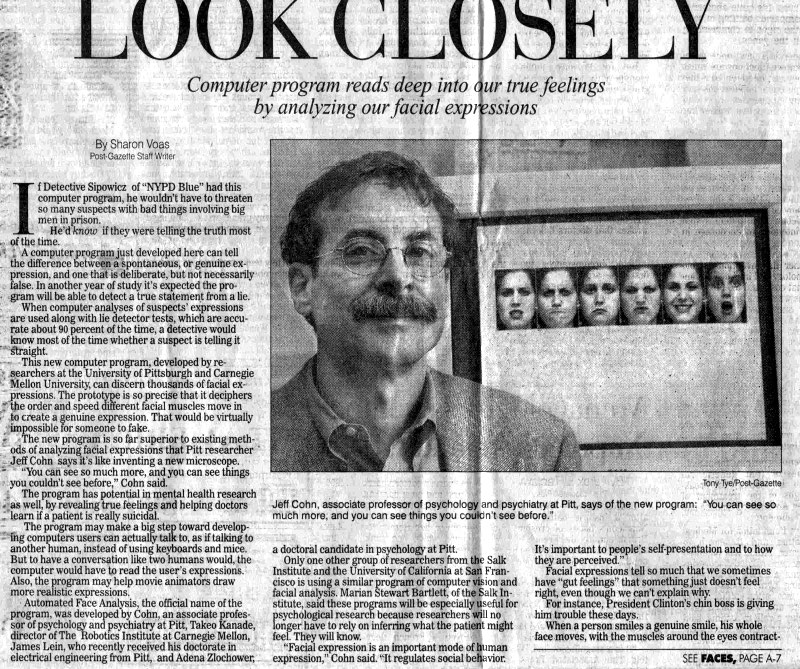 LOOK CLOSELY
Computer program reads deep into our true feelings
by analyzing our facial expressions
By Sharon Voas
Post-Gazette Staff Writer
If Detective Sipowicz of "NYPD Blue" had this
computer program, he wouldn't have to threaten
so many suspects with bad things involving big
men in prison.
He'd know if they were telling the truth most
of the time.
A computer program just developed here can tell
the difference between a spontaneous, or genuine ex-
pression, and one that is deliberate, but not necessarily
false. In another year of study it's expected the pro-
gram will be able to detect a true statement from a lie.
When computer analyses of suspects' expressions
are used along with lie detector tests, which are accu-
rate about 90 percent of the time, a detective would
know most of the time whether a suspect is telling it
straight.
This new computer program, developed by re-
searchers at the University of Pittsburgh and Carnegie
Mellon University, can discern thousands of facial ex-
pressions. The prototype is so precise that it deciphers
the order and speed different facial muscles move in
to create a genuine expression. That would be virtually
impossible for someone to fake.
The new program is so far superior to existing meth-
ods of analyzing facial expressions that Pitt researcher
Jeff Cohn says it's like inventing a new microscope.
"You can see so much more, and you can see things
you couldn't see before," Cohn said.
The program has potential in mental health research
as well, by revealing true feelings and helping doctors
learn if a patient is really suicidal.
The program may make a big step toward develop-
ing computers users can actually talk to, as if talking to
another human, instead of using keyboards and mice.
But to have a conversation like two humans would, the
computer would have to read the user's expressions.
Also, the program may help movie animators draw
more realistic expressions.
Automated Face Analysis, the official name of the
program, was developed by Cohn, an associate profes-
sor of psychology and psychiatry at Pitt, Takeo Kanade,
director of The Robotics Institute at Carnegie Mellon,
James Lein, who recently received his doctorate in
electrical engineering from Pitt, and Adena Zlochower,
Tony Tye/Post-Gazette
Jeff Cohn, associate professor of psychology and psychiatry at Pitt, says of the new program: "You can see so
much more, and you can see things you couldn't see before."
a doctoral candidate in psychology at Pitt.
Only one other group of researchers from the Salk
Institute and the University of California at San Fran-
cisco is using a similar program of computer vision and
facial analysis. Marian Stewart Bartlett, of the Salk In-
stitute, said these programs will be especially useful for
psychological research because researchers will no
longer have to rely on inferring what the patient might
feel. They will know.
"Facial expression is an important mode of human
expression," Cohn said. "It regulates social behavior.
It's important to people's self-presentation and to how
they are perceived."
Facial expressions tell so much that we sometimes
have "gut feelings" that something just doesn't feel
right, even though we can't explain why.
For instance, President Clinton's chin boss is giving
him trouble these days.
When a person smiles a genuine smile, his whole
face moves, with the muscles around the eyes contract-
SEE FACES, PAGE A-7